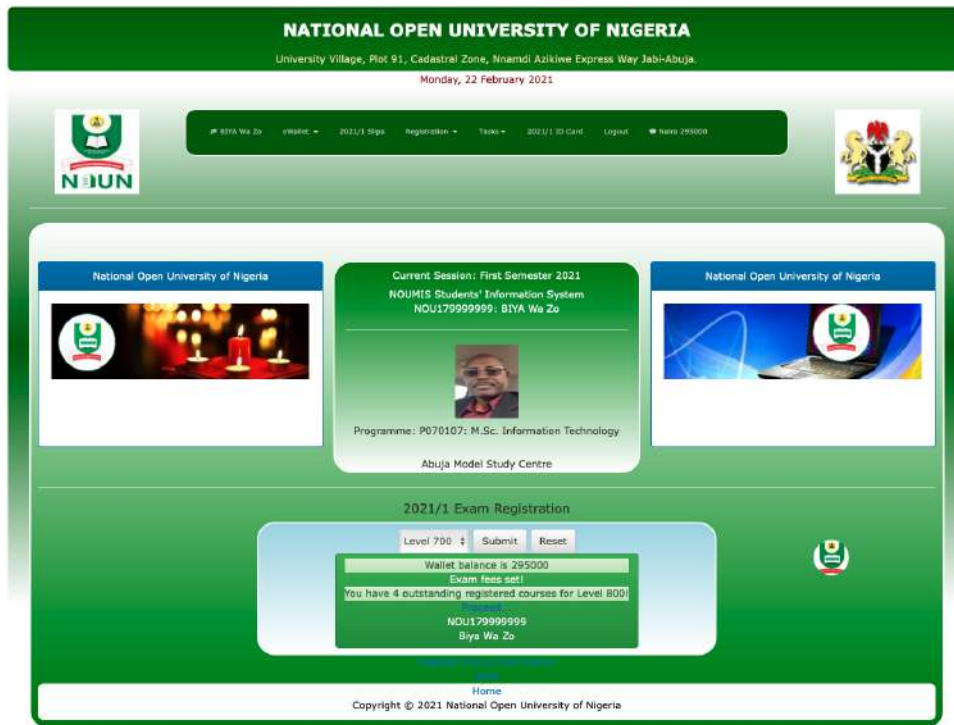 NATIONAL OPEN UNIVERSITY OF NIGERIA
University Village, Plot 91, Cadastral Zone, Nnamdi Azikiwe Express Way Jabi-Abuja.
Monday, 22 February 2021
BIYA Wa Zo eWallet 2021/1 Slips Registration Tasks 2021/1 ID Card Logout Naira 295000
NOUN
National Open University of Nigeria
Current Session: First Semester 2021
NOUMIS Students' Information System
NOU179999999: BIYA Wa Zo
Programme: P070107: M.Sc. Information Technology
Abuja Model Study Centre
National Open University of Nigeria
2021/1 Exam Registration
Level 700 Submit Reset
Wallet balance is 295000
Exam fees set!
You have 4 outstanding registered courses for Level 800!
Proceed...
NOU179999999
Biya Wa Zo
Home
Copyright © 2021 National Open University of Nigeria